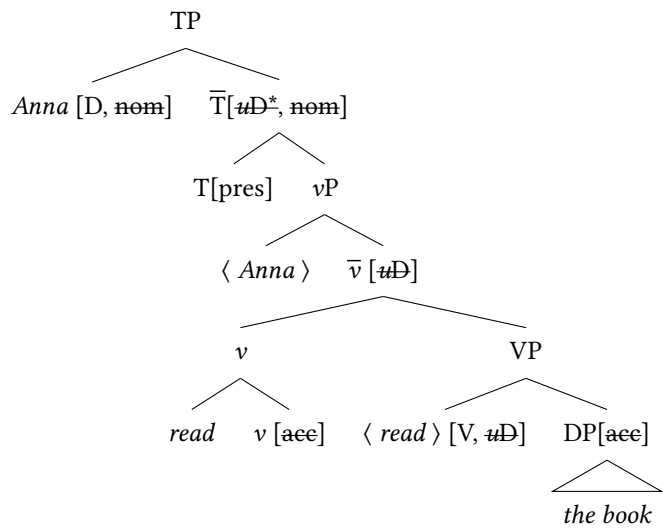 TP
Anna [D, nom] T̅[uD*, nom]
T[pres] vP
⟨ Anna ⟩ v̅ [uD]
v VP
read v [acc] ⟨ read ⟩ [V, uD] DP[acc]
the book